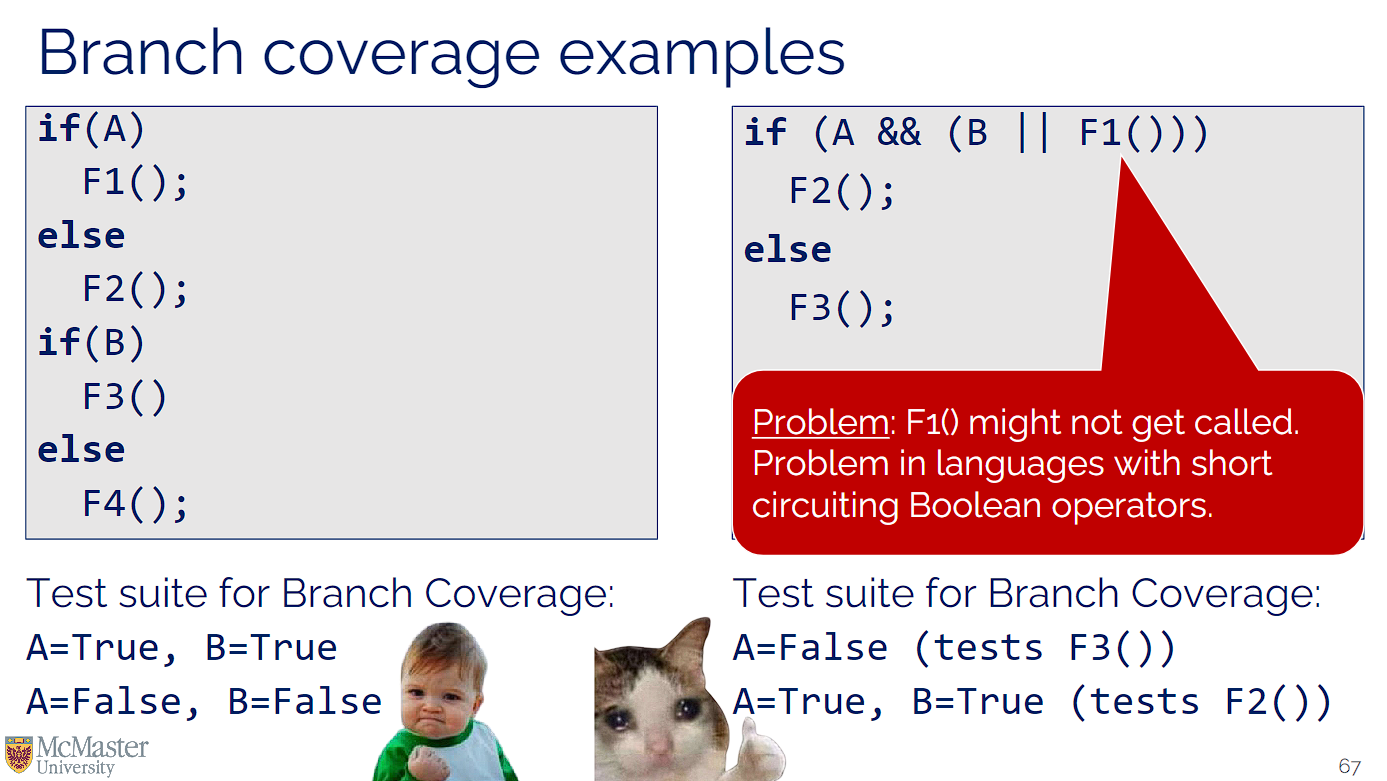 Branch coverage examples
if(A)
F1();
else
F2();
if(B)
F3()
else
F4();
Test suite for Branch Coverage:
A=True, B=True
A=False, B=False
if (A && (B || F1()))
F2();
else
F3();
Problem: F1() might not get called.
Problem in languages with short
circuiting Boolean operators.
Test suite for Branch Coverage:
A=False (tests F3())
A=True, B=True (tests F2())
McMaster
University
67